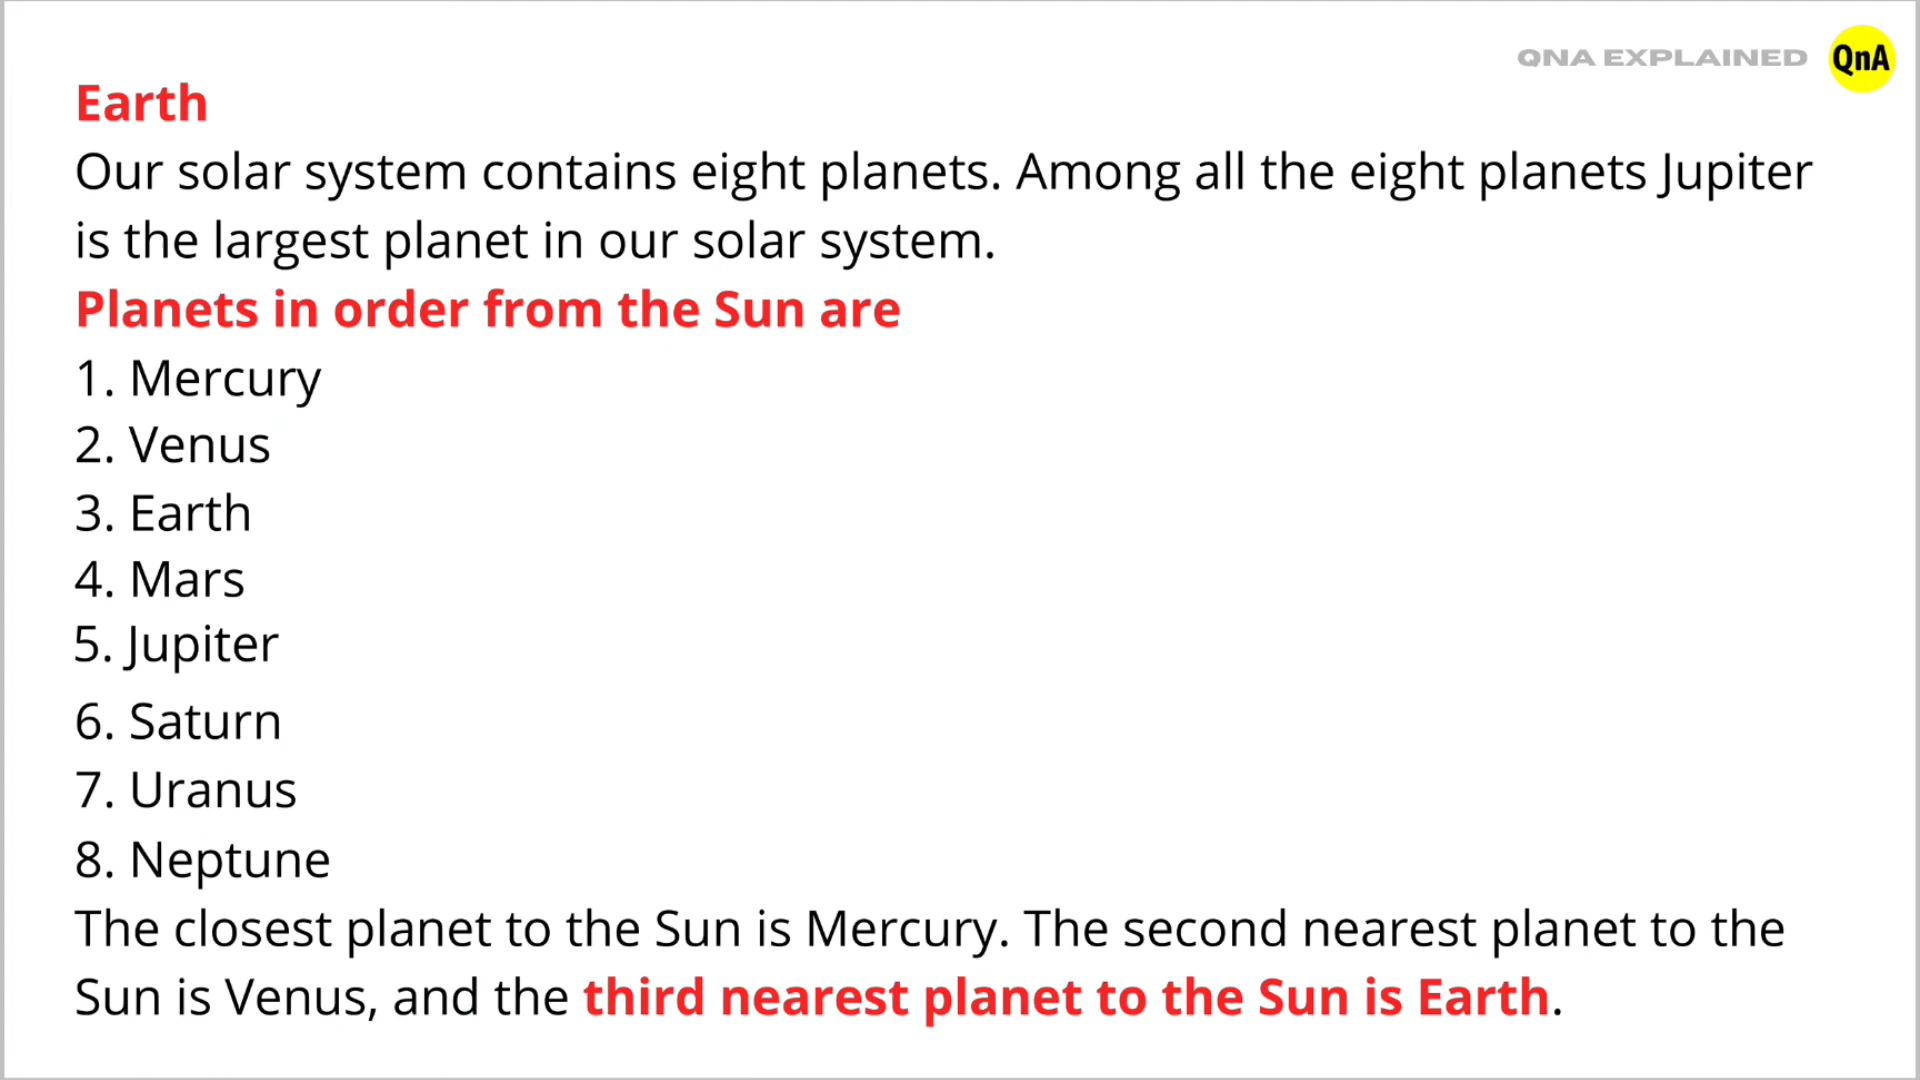 QNA EXPLAINED QnA
Earth
Our solar system contains eight planets. Among all the eight planets Jupiter
is the largest planet in our solar system.
Planets in order from the Sun are
1. Mercury
2. Venus
3. Earth
4. Mars
5. Jupiter
6. Saturn
7. Uranus
8. Neptune
The closest planet to the Sun is Mercury. The second nearest planet to the
Sun is Venus, and the third nearest planet to the Sun is Earth.